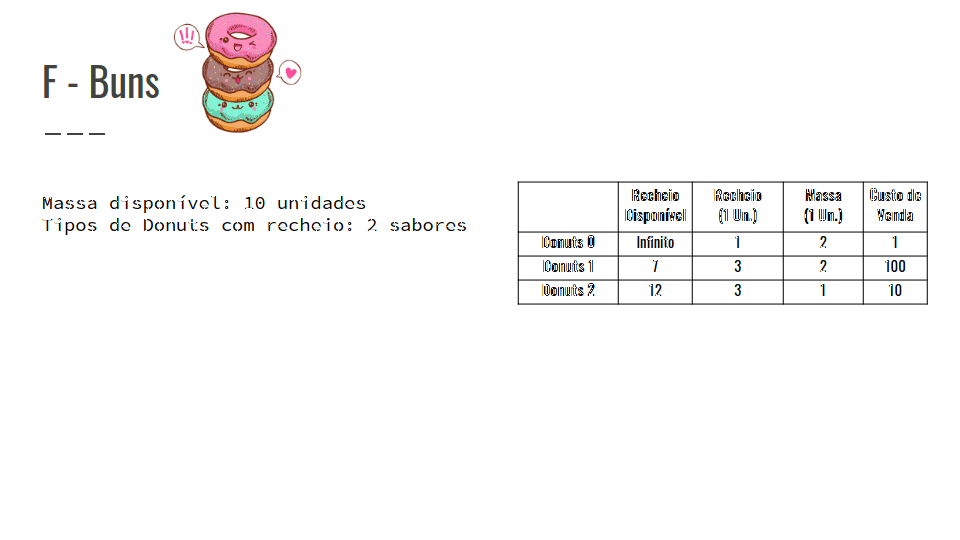 !!!
F - Buns
Massa disponível: 10 unidades
Tipos de Donuts com recheio: 2 sabores
Recheio Disponível Recheio (1 Un.) Massa (1 Un.) Custo de Venda
Donuts 0 Infinito 1 2 1
Donuts 1 7 3 2 100
Donuts 2 12 3 1 10